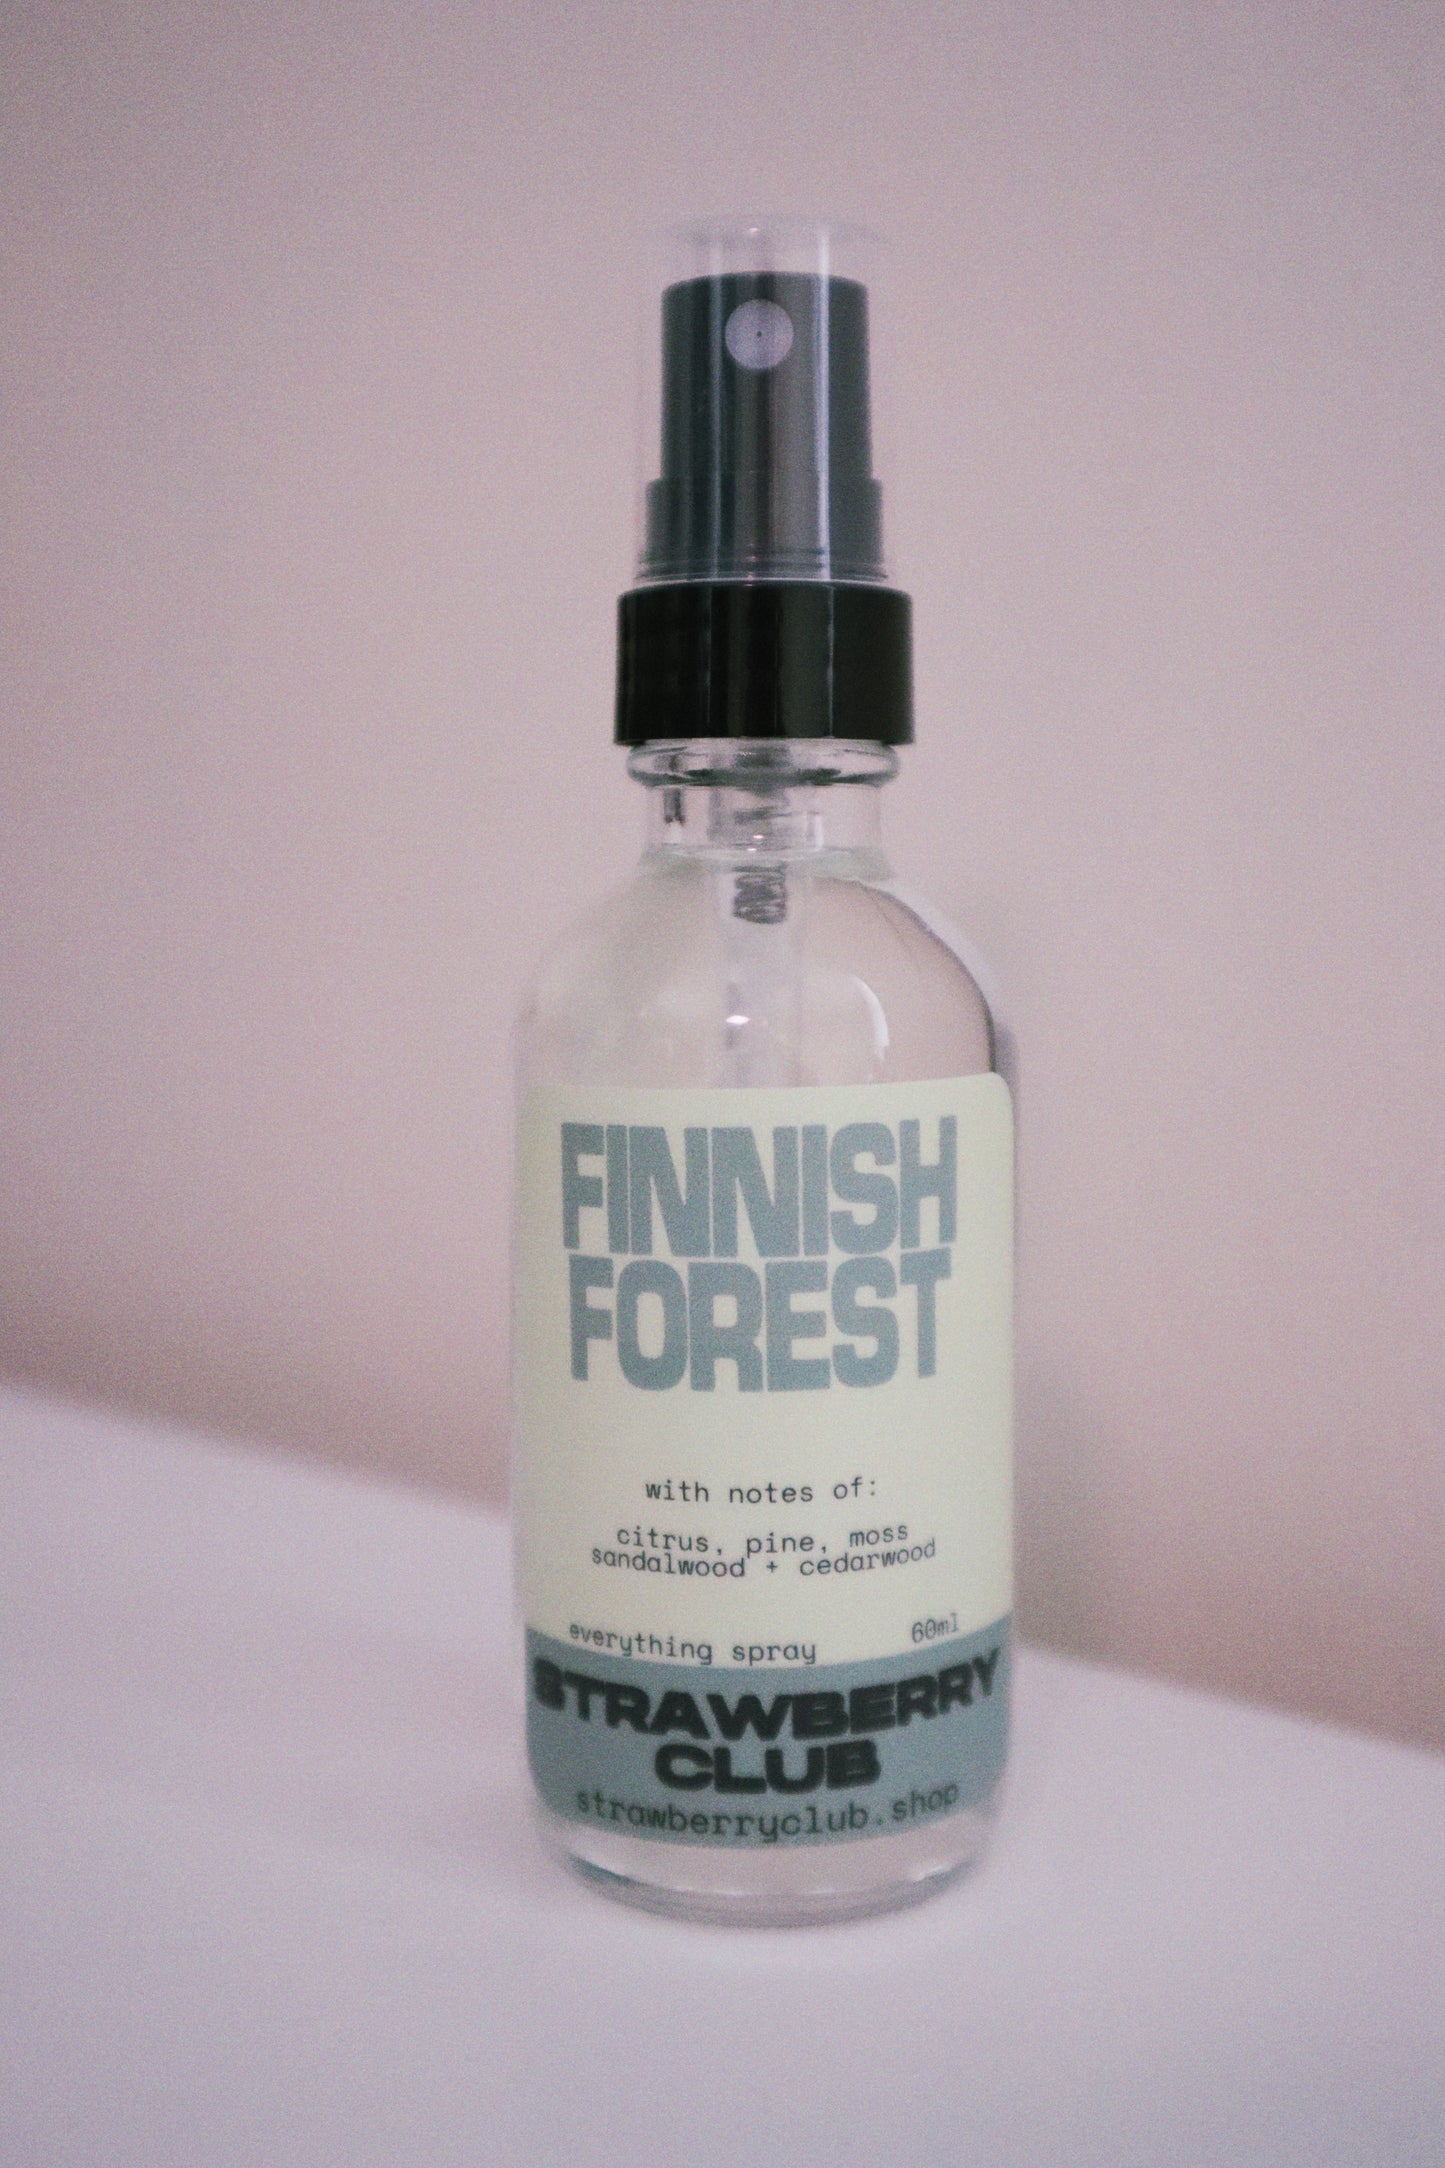 FINNISH
FOREST
with notes of:
citrus, pine, moss
sandalwood + cedarwood
everything spray 60ml
STRAWBERRY
CLUB
strawberryclub.shop